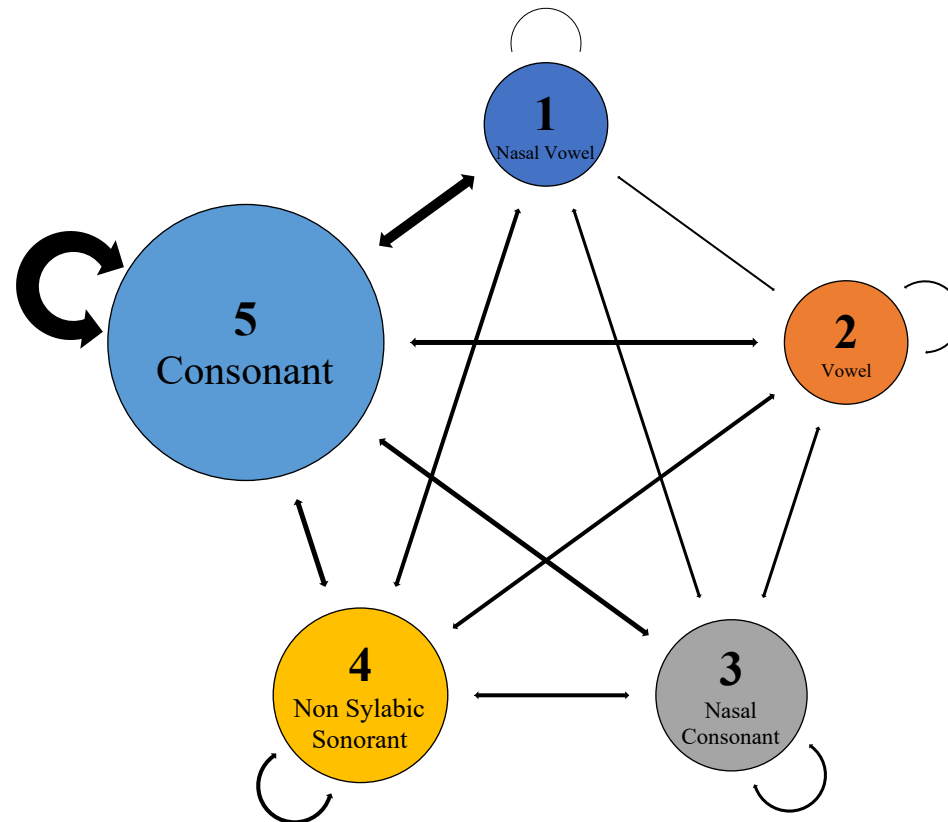 1
Nasal Vowel
2
Vowel
3
Nasal
Consonant
4
Non Sylabic
Sonorant
5
Consonant